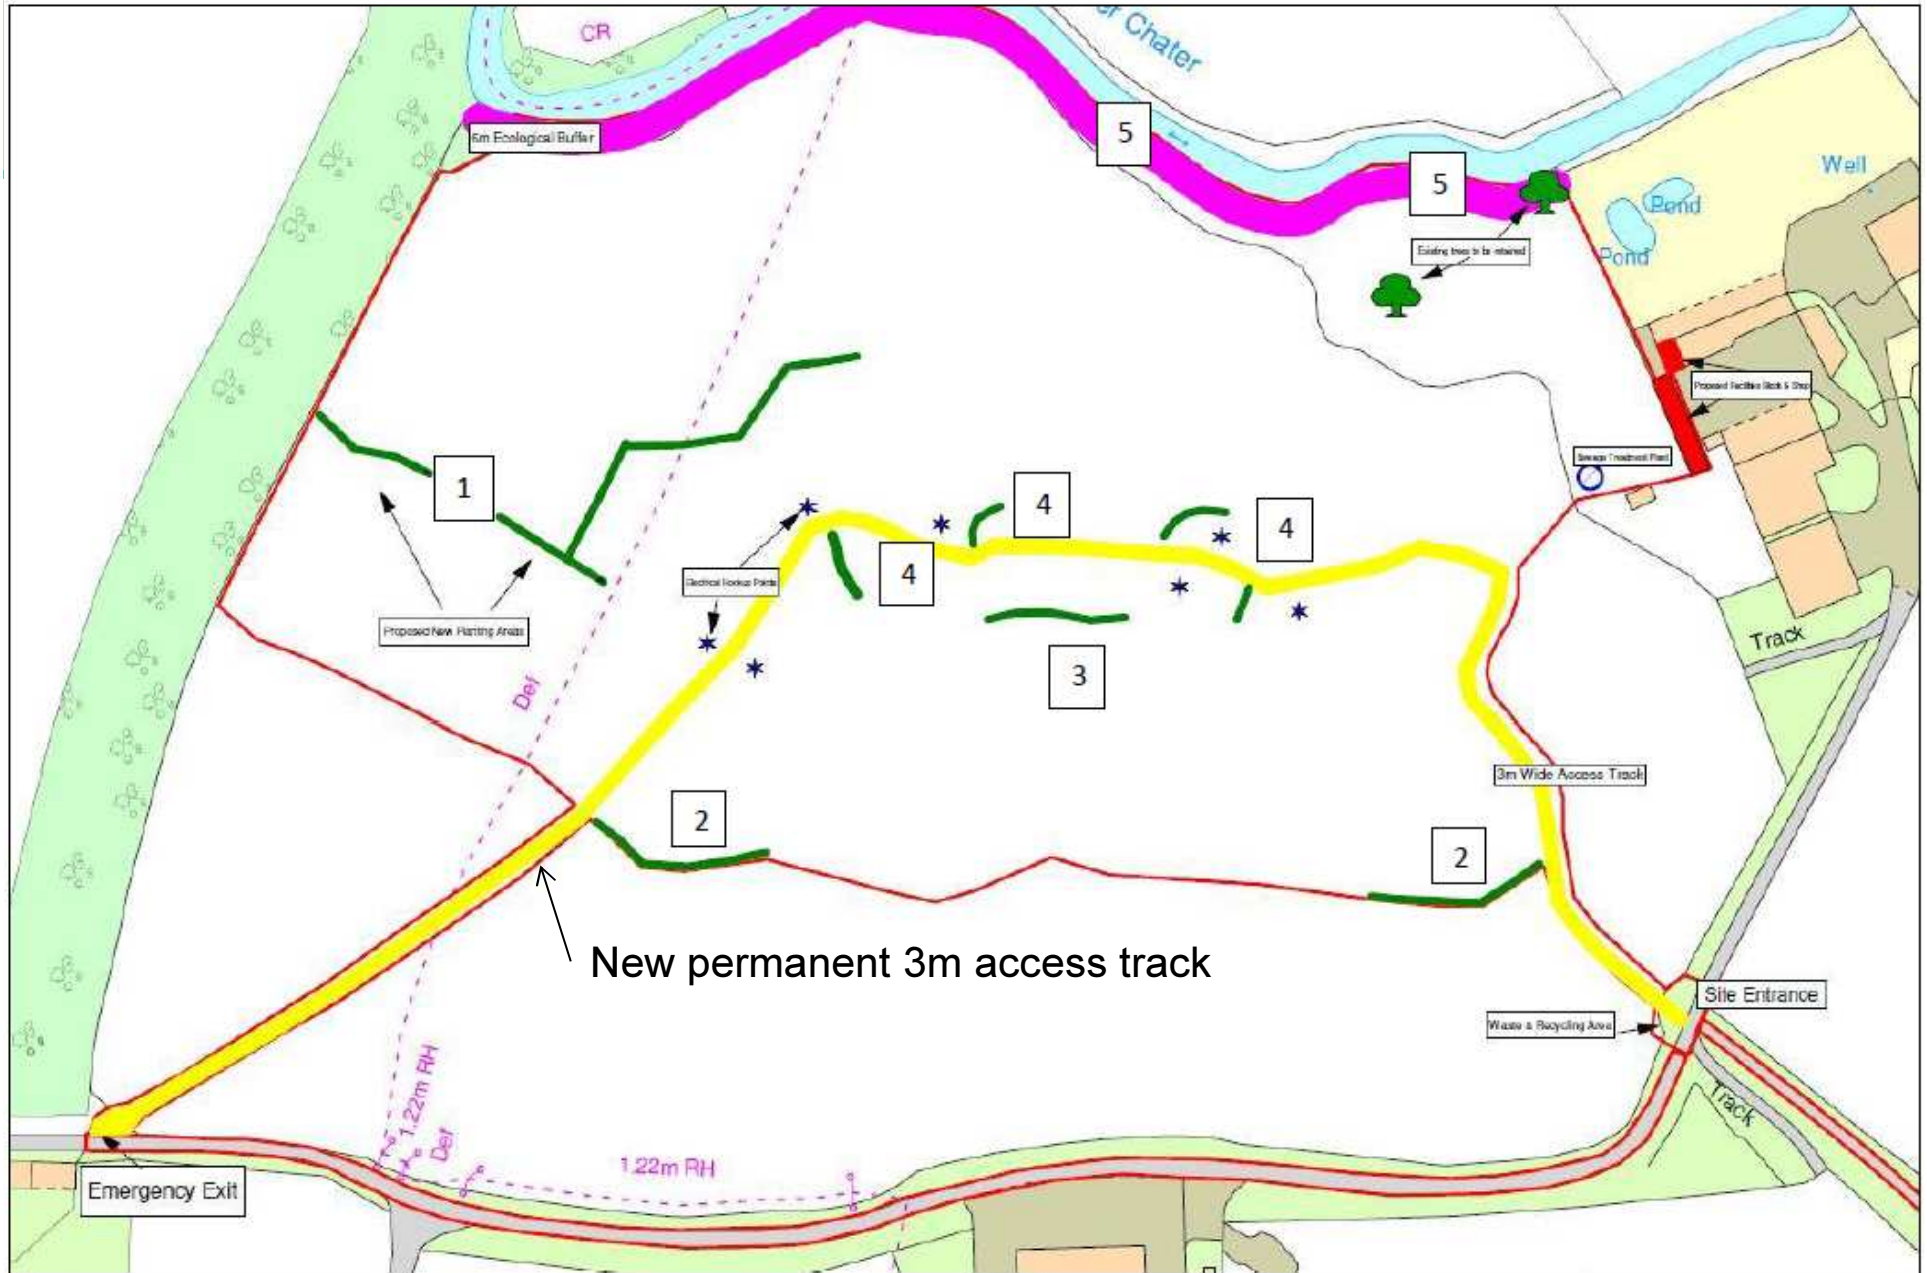 CR
er Chater
6m Ecological Buffer
5
5
Well
Pond
Pond
Existing trees to be retained
Proposed Facilities Block & Shop
Sewage Treatment Plant
1
4
4
4
Electrical Hookup Points
Proposed New Planting Areas
Track
3
Def
3m Wide Access Track
2
2
New permanent 3m access track
Site Entrance
Waste & Recycling Area
1.22m RH
Def
Track
1.22m RH
Emergency Exit